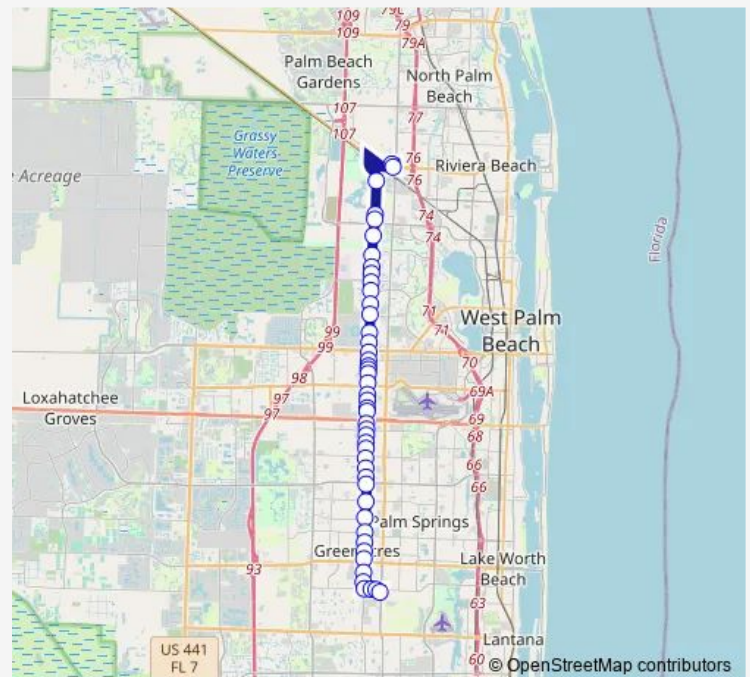 109
109
79C
79
79A
Palm Beach
Gardens
North Palm
Beach
107
107
77
Grassy
Waters
Preserve
Acreage
76
76
Riviera Beach
74
74
Florida
71
71
West Palm
Beach
99
99
98
97
97
70
69A
69
68
Loxahatchee
Groves
66
66
Palm Springs
Lake Worth
Beach
93
63
US 441
FL 7
Lantana
60
© OpenStreetMap contributors